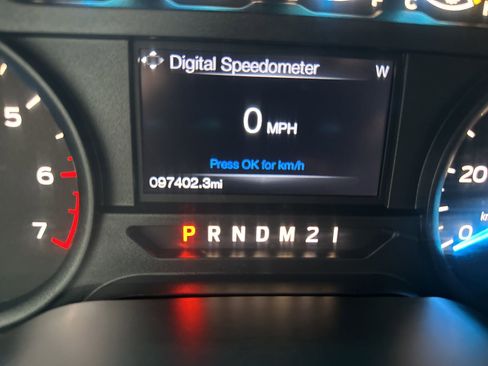 F C
Digital Speedometer W
5
0 MPH
Press OK for km/h
6
20
097402.3mi
7
P R N D M 2 1
0